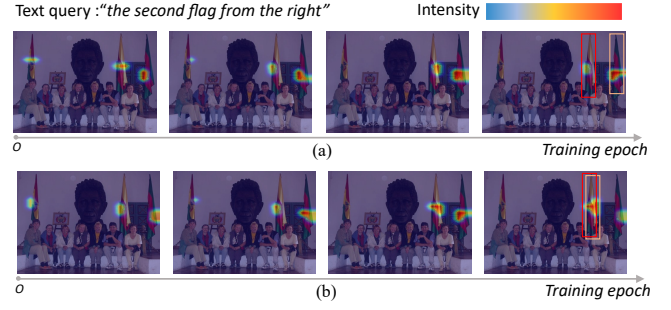 Text query :“the second flag from the right” Intensity
O Training epoch
(a)
O Training epoch
(b)